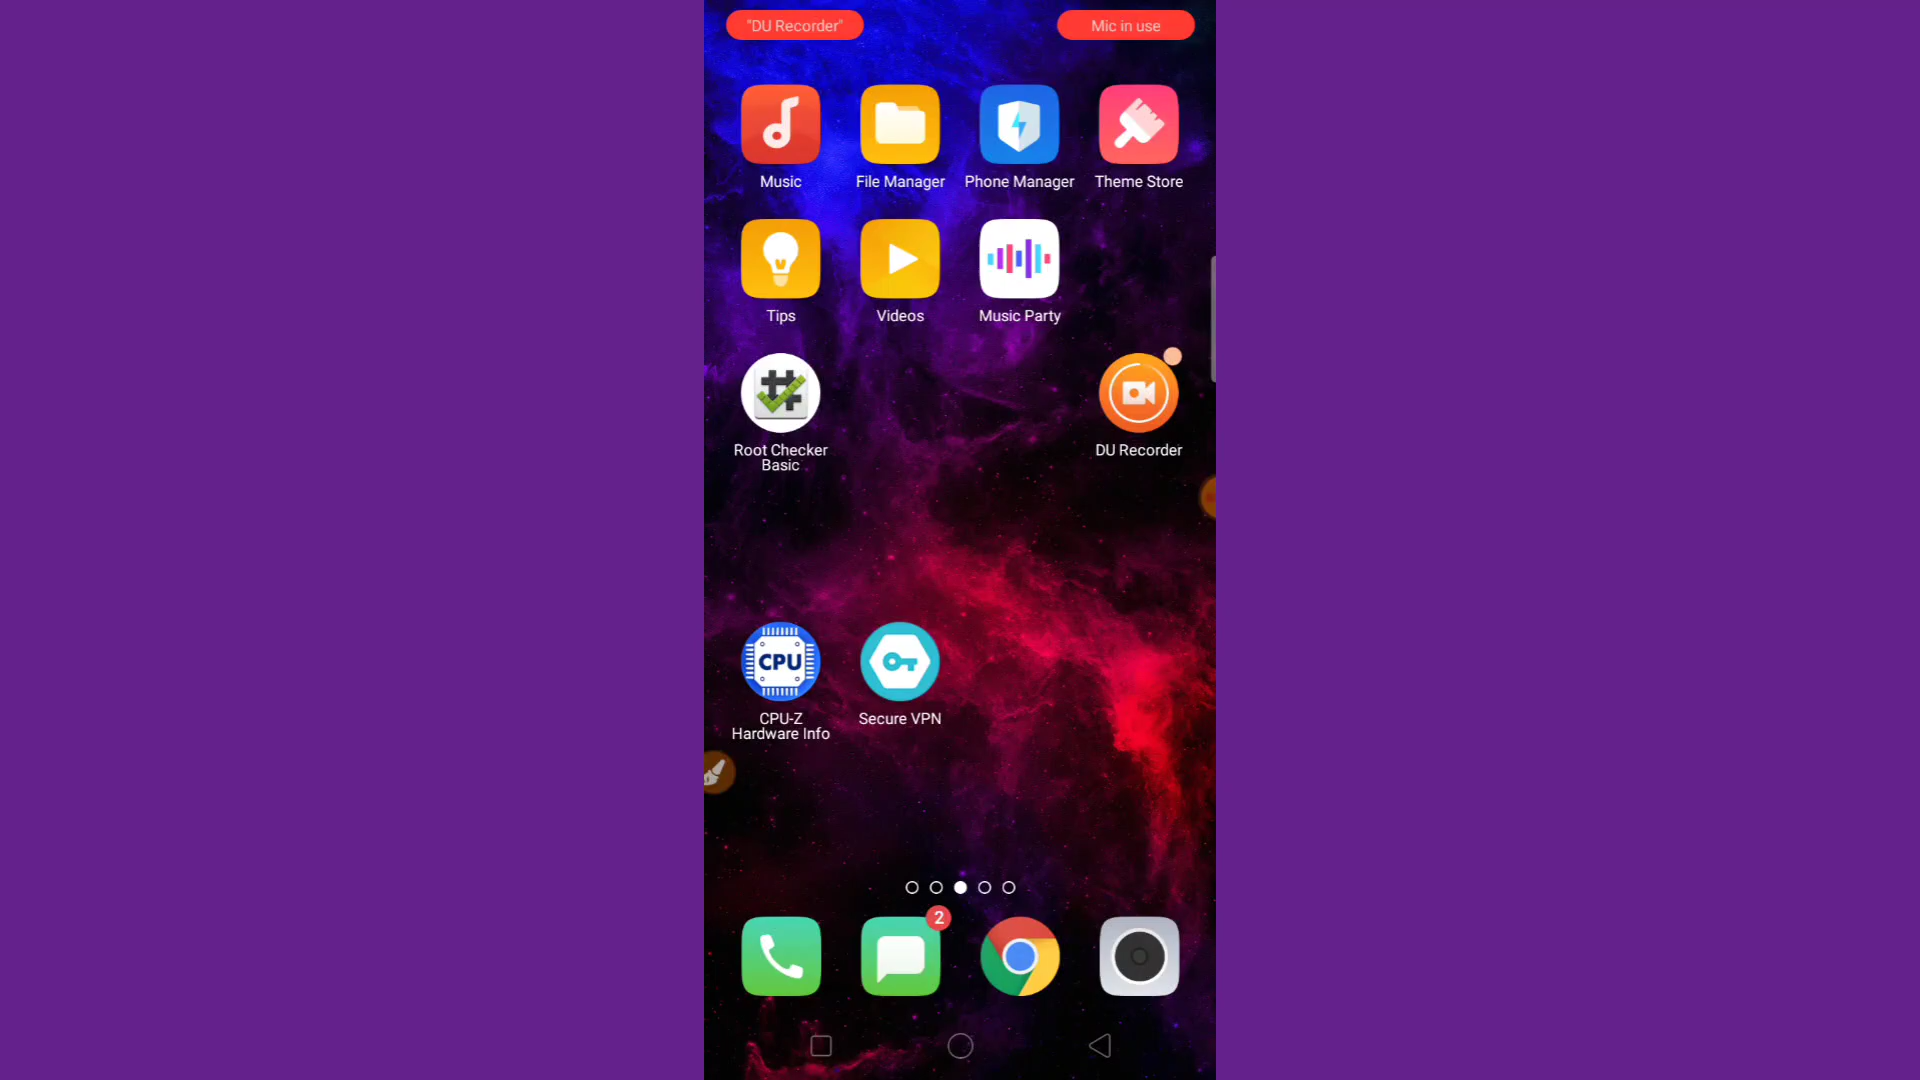 "DU Recorder"
Mic in use
Music
File Manager
Phone Manager
Theme Store
Tips
Videos
Music Party
Root Checker
Basic
DU Recorder
CPU
CPU-Z
Hardware Info
Secure VPN
2